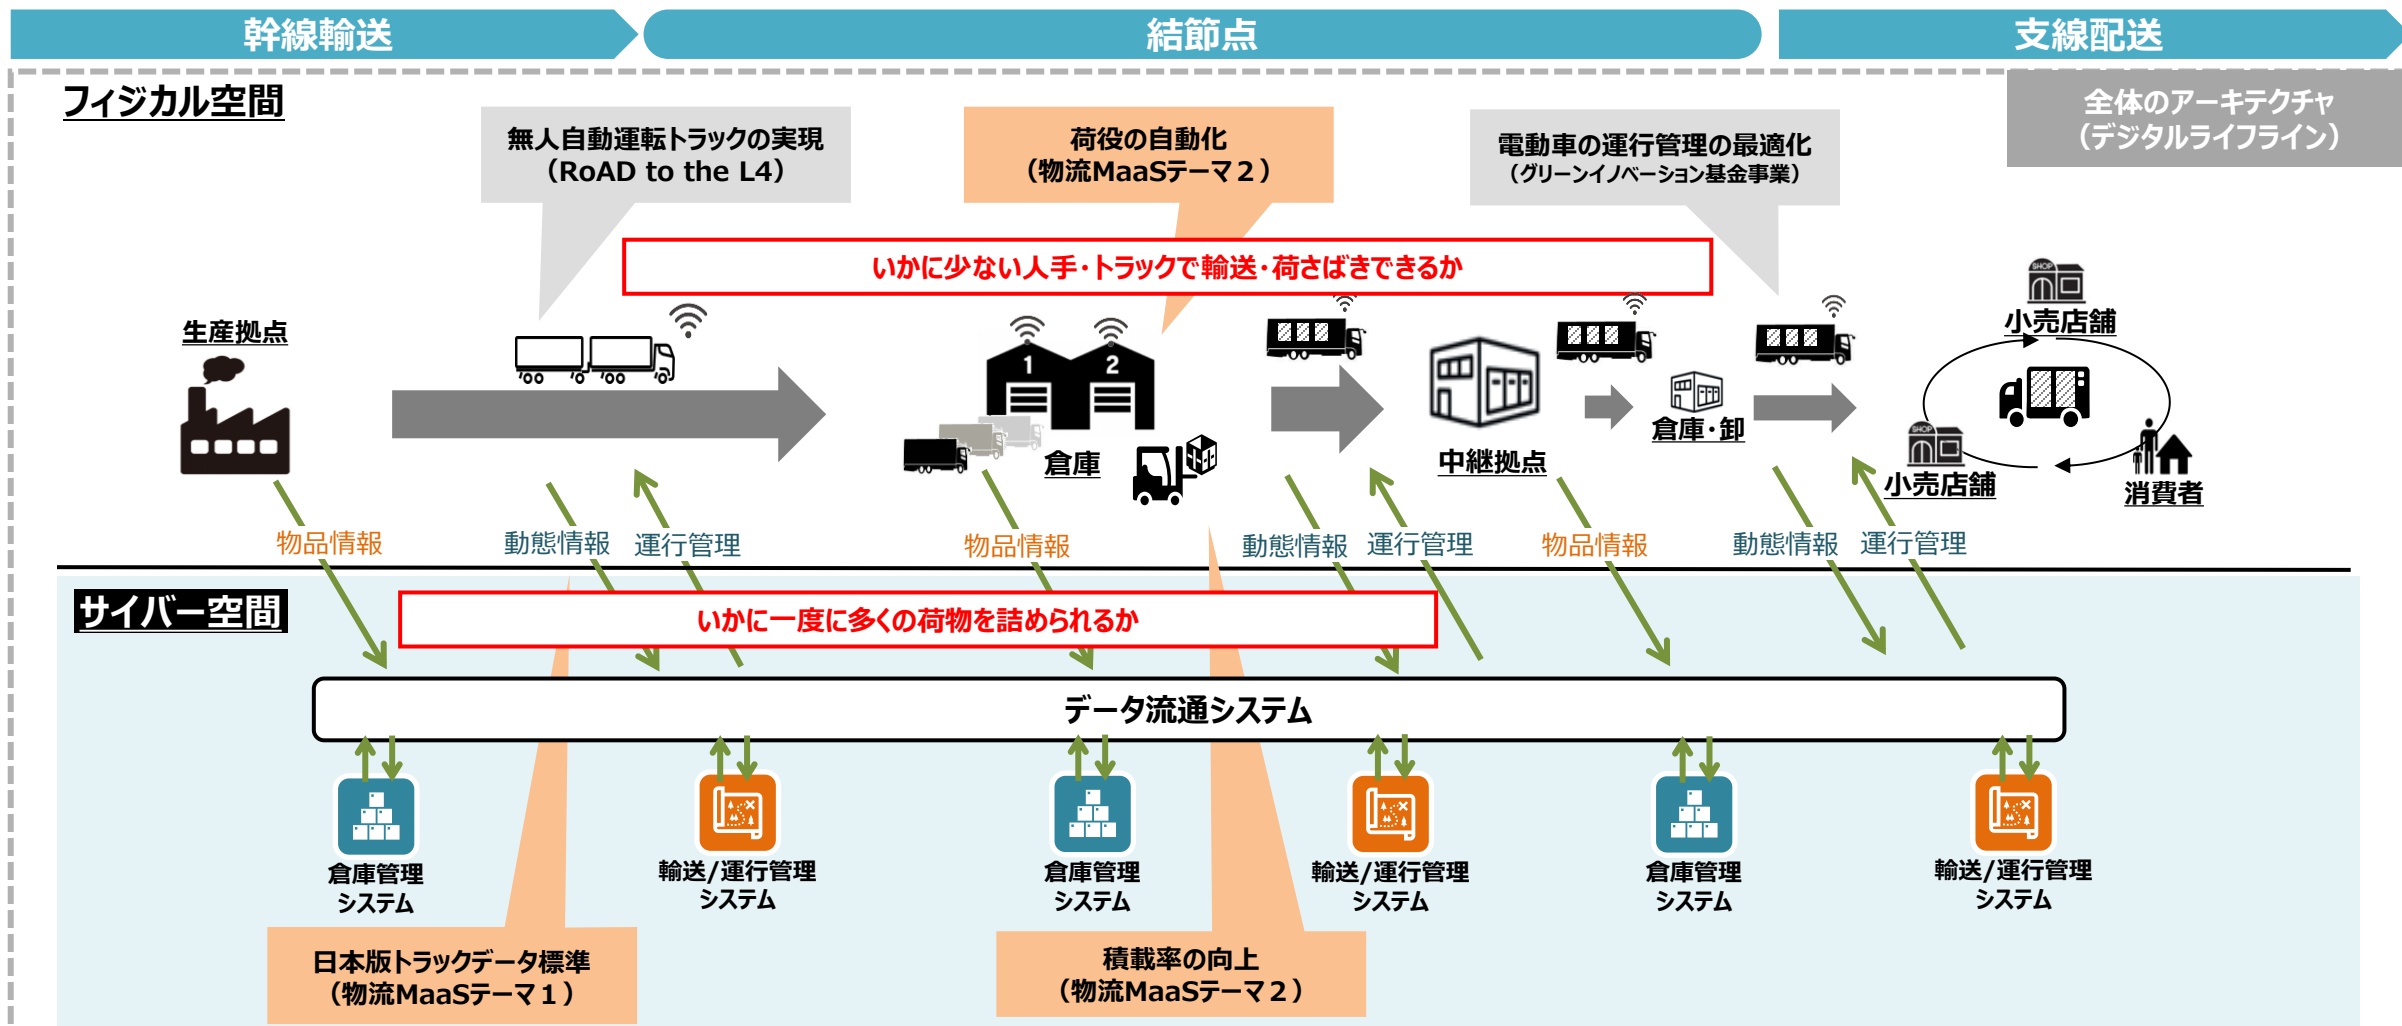 幹線輸送
結節点
支線配送
フィジカル空間
全体のアーキテクチャ
（デジタルライフライン）
無人自動運転トラックの実現
（RoAD to the L4）
荷役の自動化
（物流MaaSテーマ２）
電動車の運行管理の最適化
（グリーンイノベーション基金事業）
いかに少ない人手・トラックで輸送・荷さばきできるか
生産拠点
1
2
倉庫
中継拠点
倉庫・卸
SHOP
小売店舗
SHOP
小売店舗
消費者
物品情報
動態情報
運行管理
物品情報
動態情報
運行管理
物品情報
動態情報
運行管理
サイバー空間
いかに一度に多くの荷物を詰められるか
データ流通システム
倉庫管理
システム
輸送/運行管理
システム
倉庫管理
システム
輸送/運行管理
システム
倉庫管理
システム
輸送/運行管理
システム
日本版トラックデータ標準
（物流MaaSテーマ１）
積載率の向上
（物流MaaSテーマ２）